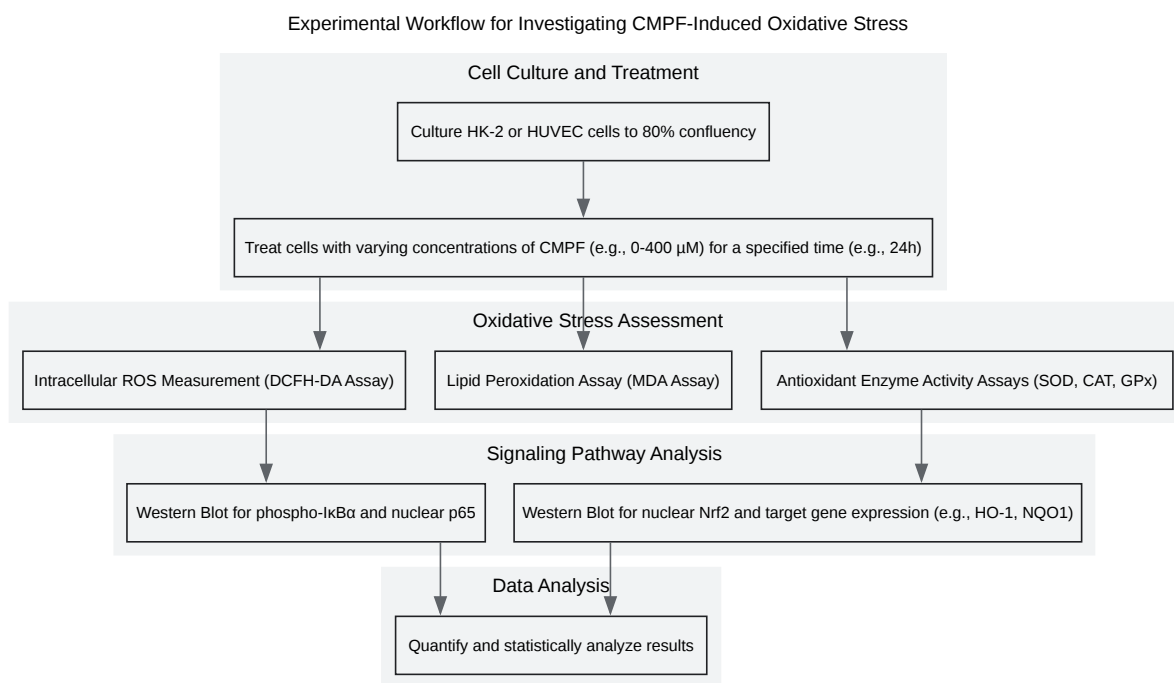 Experimental Workflow for Investigating CMPF-Induced Oxidative Stress
Cell Culture and Treatment
Culture HK-2 or HUVEC cells to 80% confluency
Treat cells with varying concentrations of CMPF (e.g., 0-400 µM) for a specified time (e.g., 24h)
Oxidative Stress Assessment
Intracellular ROS Measurement (DCFH-DA Assay)
Lipid Peroxidation Assay (MDA Assay)
Antioxidant Enzyme Activity Assays (SOD, CAT, GPx)
Signaling Pathway Analysis
Western Blot for phospho-IκBα and nuclear p65
Western Blot for nuclear Nrf2 and target gene expression (e.g., HO-1, NQO1)
Data Analysis
Quantify and statistically analyze results